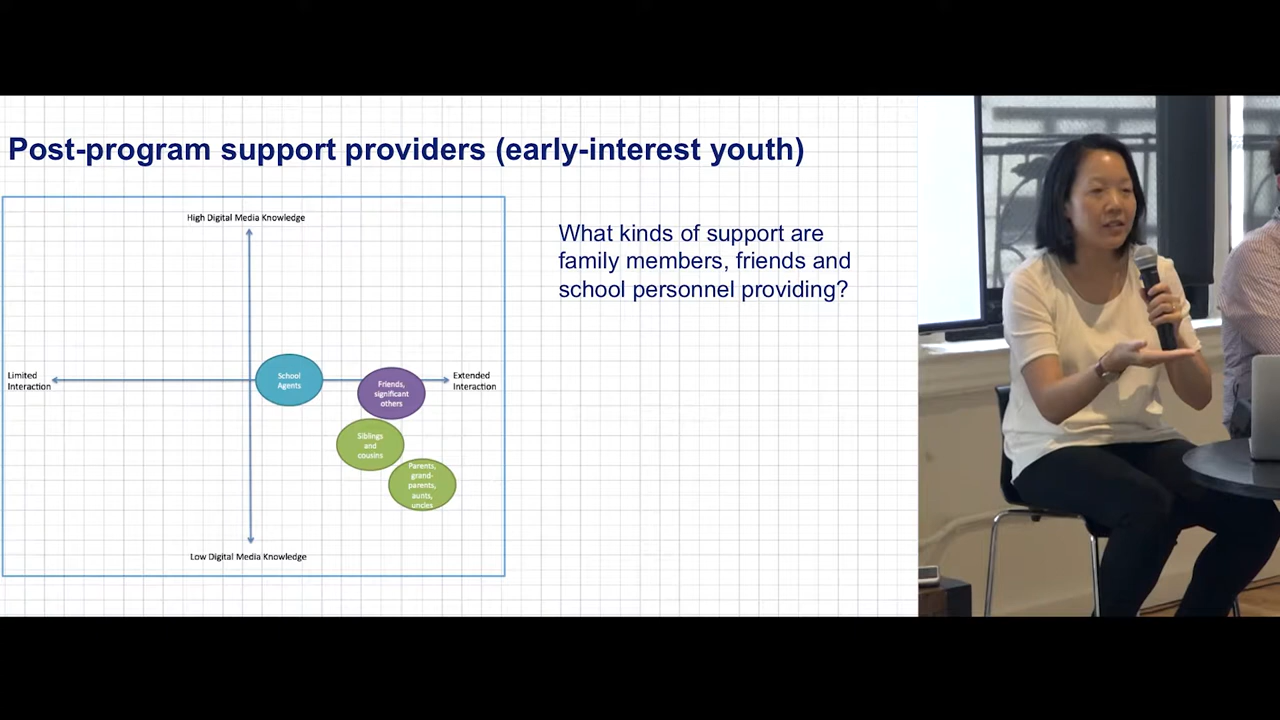 Post-program support providers (early-interest youth)
High Digital Media Knowledge
What kinds of support are
family members, friends and
school personnel providing?
Limited
Interaction
School
Agents
Friends,
significant
others
Extended
Interaction
Siblings
and
cousins
Parents,
grand-
parents,
aunts,
uncles
Low Digital Media Knowledge